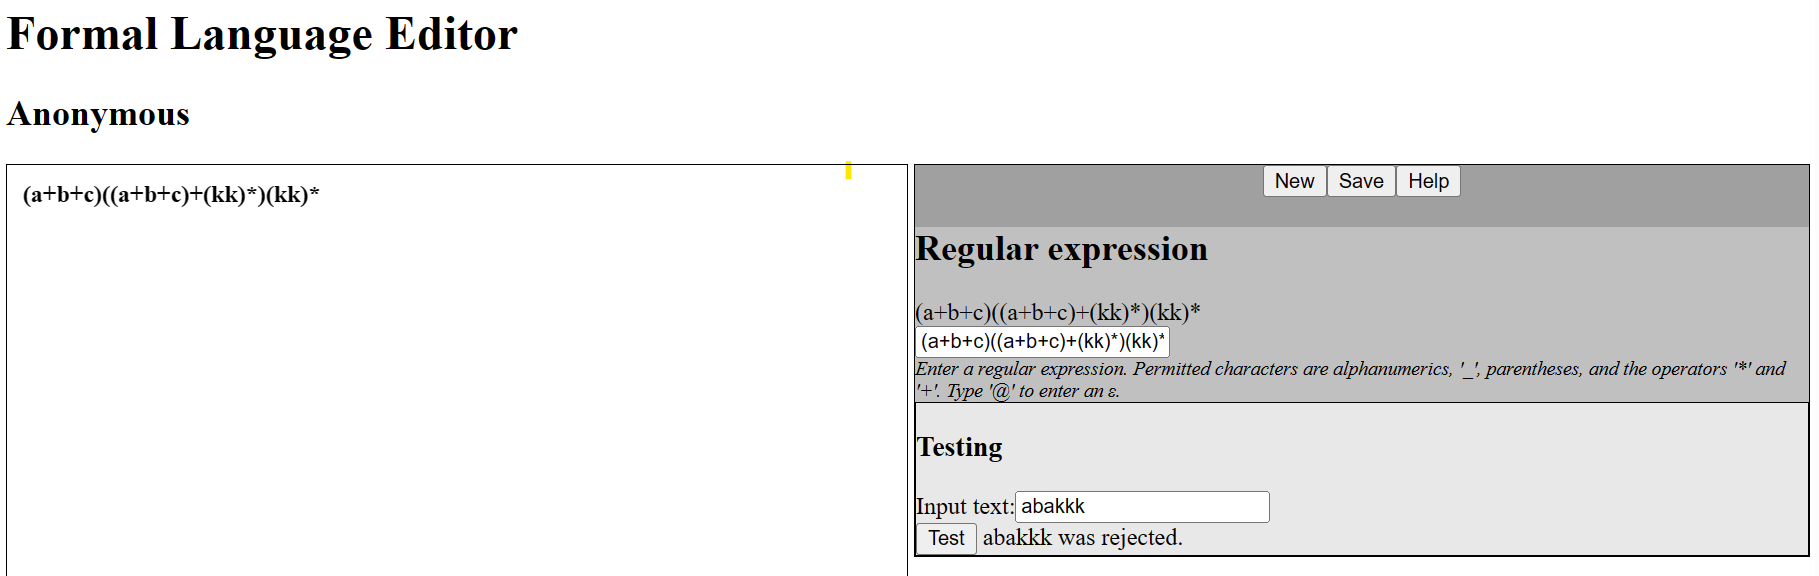 Formal Language Editor
Anonymous
(a+b+c)((a+b+c)+(kk)*)(kk)*
New Save Help
Regular expression
(a+b+c)((a+b+c)+(kk)*)(kk)*
(a+b+c)((a+b+c)+(kk)*)(kk)*
Enter a regular expression. Permitted characters are alphanumerics, '_', parentheses, and the operators '*' and
'+'. Type '@' to enter an ε.
Testing
Input text: abakkk
Test abakkk was rejected.